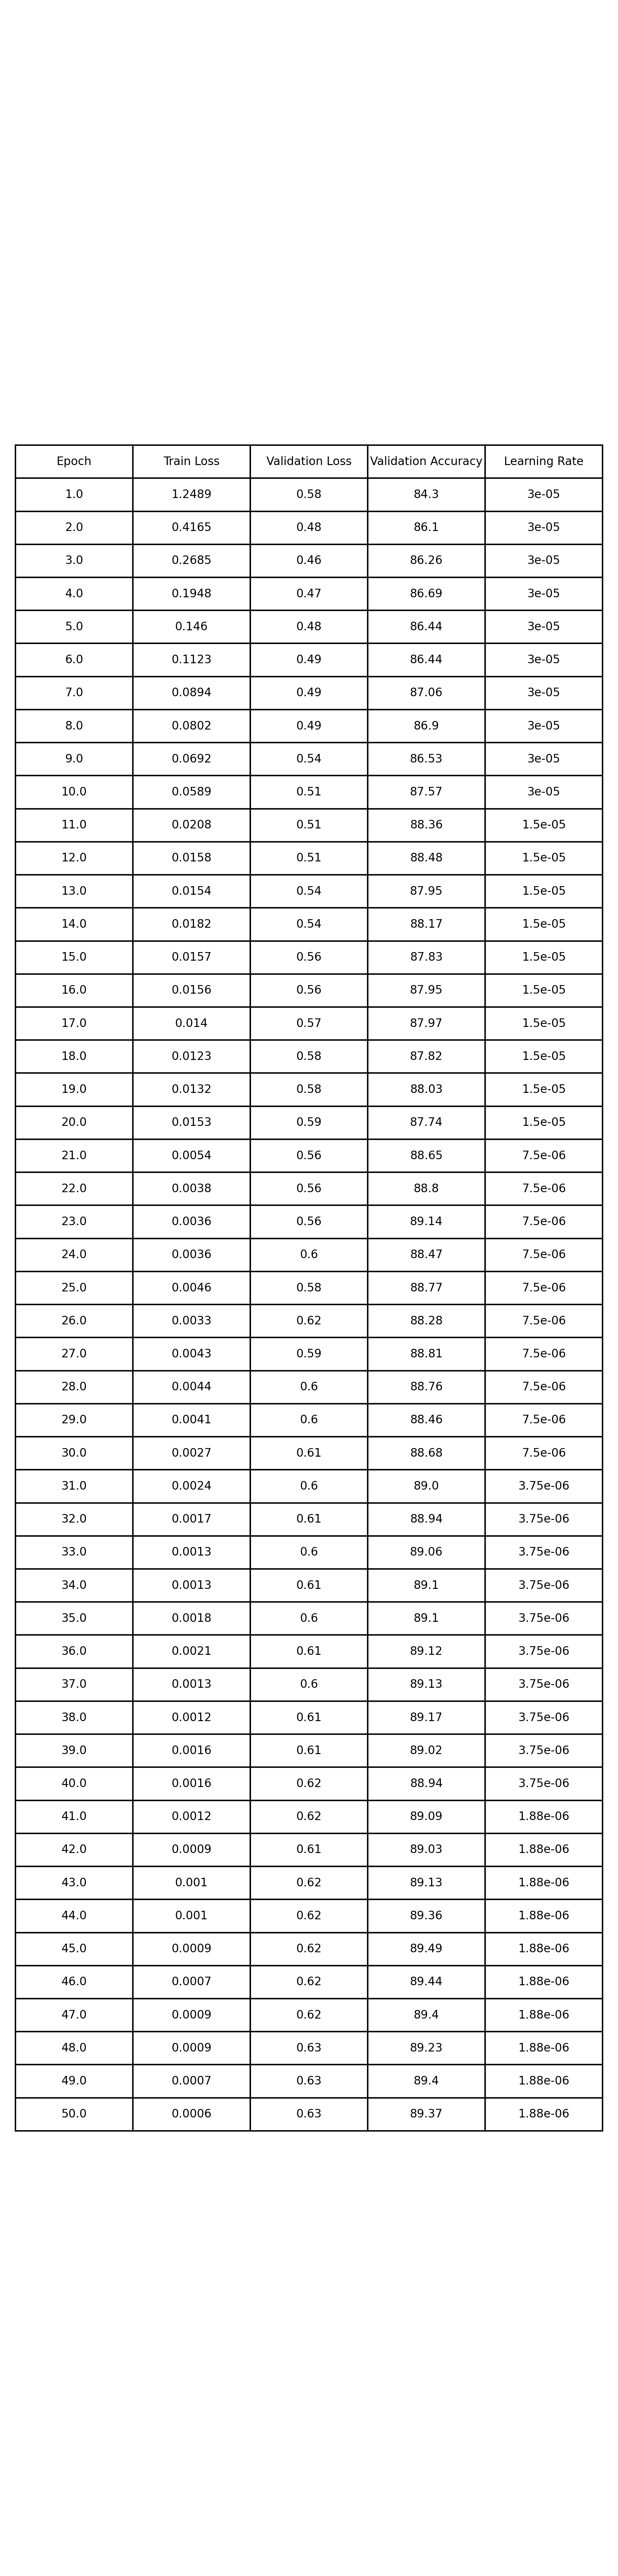 Epoch Train Loss Validation Loss Validation Accuracy Learning Rate
1.0 1.2489 0.58 84.3 3e-05
2.0 0.4165 0.48 86.1 3e-05
3.0 0.2685 0.46 86.26 3e-05
4.0 0.1948 0.47 86.69 3e-05
5.0 0.146 0.48 86.44 3e-05
6.0 0.1123 0.49 86.44 3e-05
7.0 0.0894 0.49 87.06 3e-05
8.0 0.0802 0.49 86.9 3e-05
9.0 0.0692 0.54 86.53 3e-05
10.0 0.0589 0.51 87.57 3e-05
11.0 0.0208 0.51 88.36 1.5e-05
12.0 0.0158 0.51 88.48 1.5e-05
13.0 0.0154 0.54 87.95 1.5e-05
14.0 0.0182 0.54 88.17 1.5e-05
15.0 0.0157 0.56 87.83 1.5e-05
16.0 0.0156 0.56 87.95 1.5e-05
17.0 0.014 0.57 87.97 1.5e-05
18.0 0.0123 0.58 87.82 1.5e-05
19.0 0.0132 0.58 88.03 1.5e-05
20.0 0.0153 0.59 87.74 1.5e-05
21.0 0.0054 0.56 88.65 7.5e-06
22.0 0.0038 0.56 88.8 7.5e-06
23.0 0.0036 0.56 89.14 7.5e-06
24.0 0.0036 0.6 88.47 7.5e-06
25.0 0.0046 0.58 88.77 7.5e-06
26.0 0.0033 0.62 88.28 7.5e-06
27.0 0.0043 0.59 88.81 7.5e-06
28.0 0.0044 0.6 88.76 7.5e-06
29.0 0.0041 0.6 88.46 7.5e-06
30.0 0.0027 0.61 88.68 7.5e-06
31.0 0.0024 0.6 89.0 3.75e-06
32.0 0.0017 0.61 88.94 3.75e-06
33.0 0.0013 0.6 89.06 3.75e-06
34.0 0.0013 0.61 89.1 3.75e-06
35.0 0.0018 0.6 89.1 3.75e-06
36.0 0.0021 0.61 89.12 3.75e-06
37.0 0.0013 0.6 89.13 3.75e-06
38.0 0.0012 0.61 89.17 3.75e-06
39.0 0.0016 0.61 89.02 3.75e-06
40.0 0.0016 0.62 88.94 3.75e-06
41.0 0.0012 0.62 89.09 1.88e-06
42.0 0.0009 0.61 89.03 1.88e-06
43.0 0.001 0.62 89.13 1.88e-06
44.0 0.001 0.62 89.36 1.88e-06
45.0 0.0009 0.62 89.49 1.88e-06
46.0 0.0007 0.62 89.44 1.88e-06
47.0 0.0009 0.62 89.4 1.88e-06
48.0 0.0009 0.63 89.23 1.88e-06
49.0 0.0007 0.63 89.4 1.88e-06
50.0 0.0006 0.63 89.37 1.88e-06